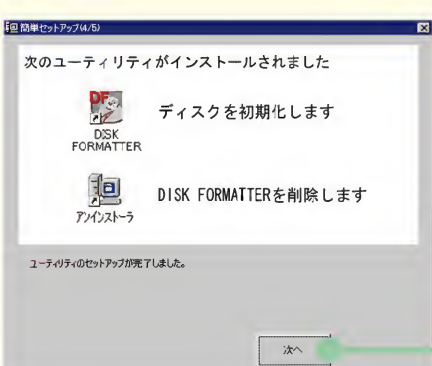 簡単セットアップ(4/5)
次のユーティリティがインストールされました
DF
DISK
FORMATTER
ディスクを初期化します
アンインストーラ
DISK FORMATTERを削除します
ユーティリティのセットアップが完了しました。
次へ